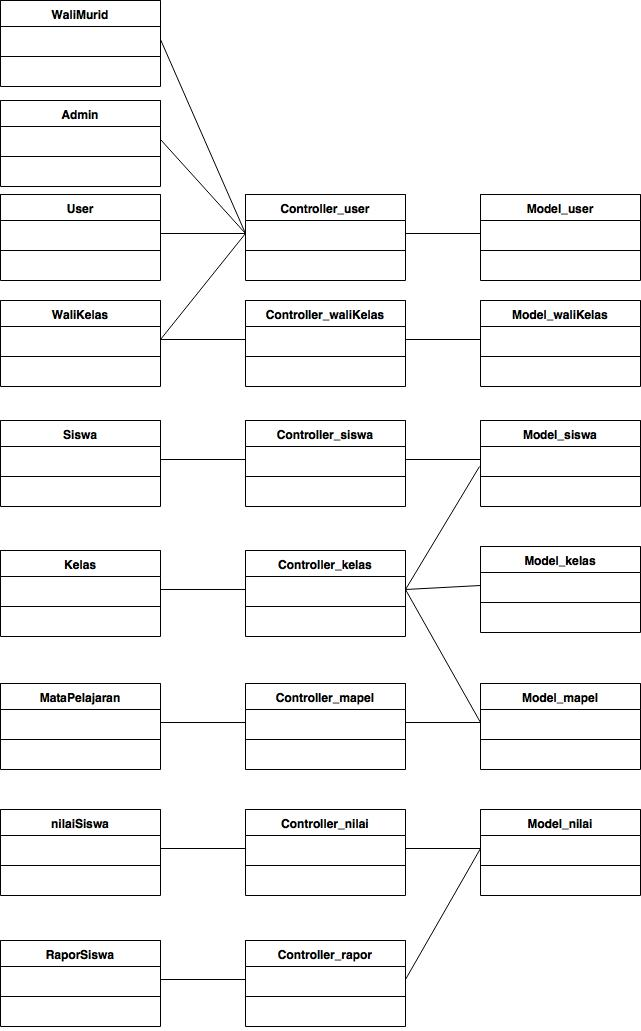 WaliMurid
Admin
User
Controller_user
Model_user
WaliKelas
Controller_waliKelas
Model_waliKelas
Siswa
Controller_siswa
Model_siswa
Kelas
Controller_kelas
Model_kelas
MataPelajaran
Controller_mapel
Model_mapel
nilaiSiswa
Controller_nilai
Model_nilai
RaporSiswa
Controller_rapor